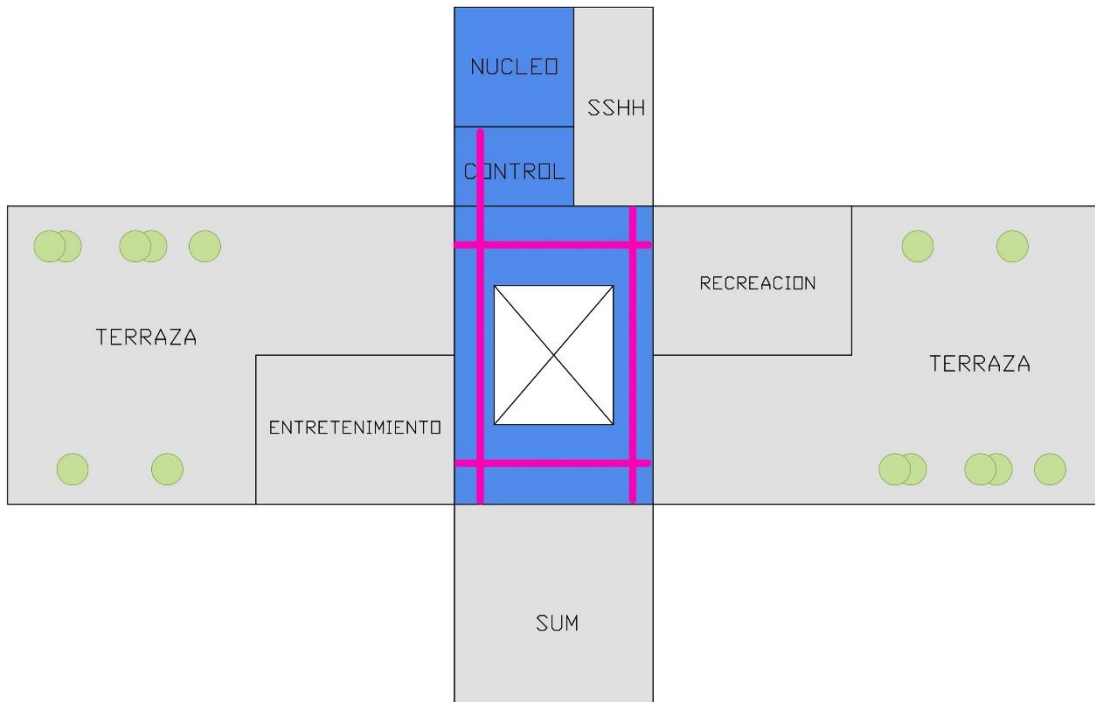 NUCLEO
SSHH
CONTROL
RECREACION
TERRAZA
TERRAZA
ENTRETENIMIENTO
SUM